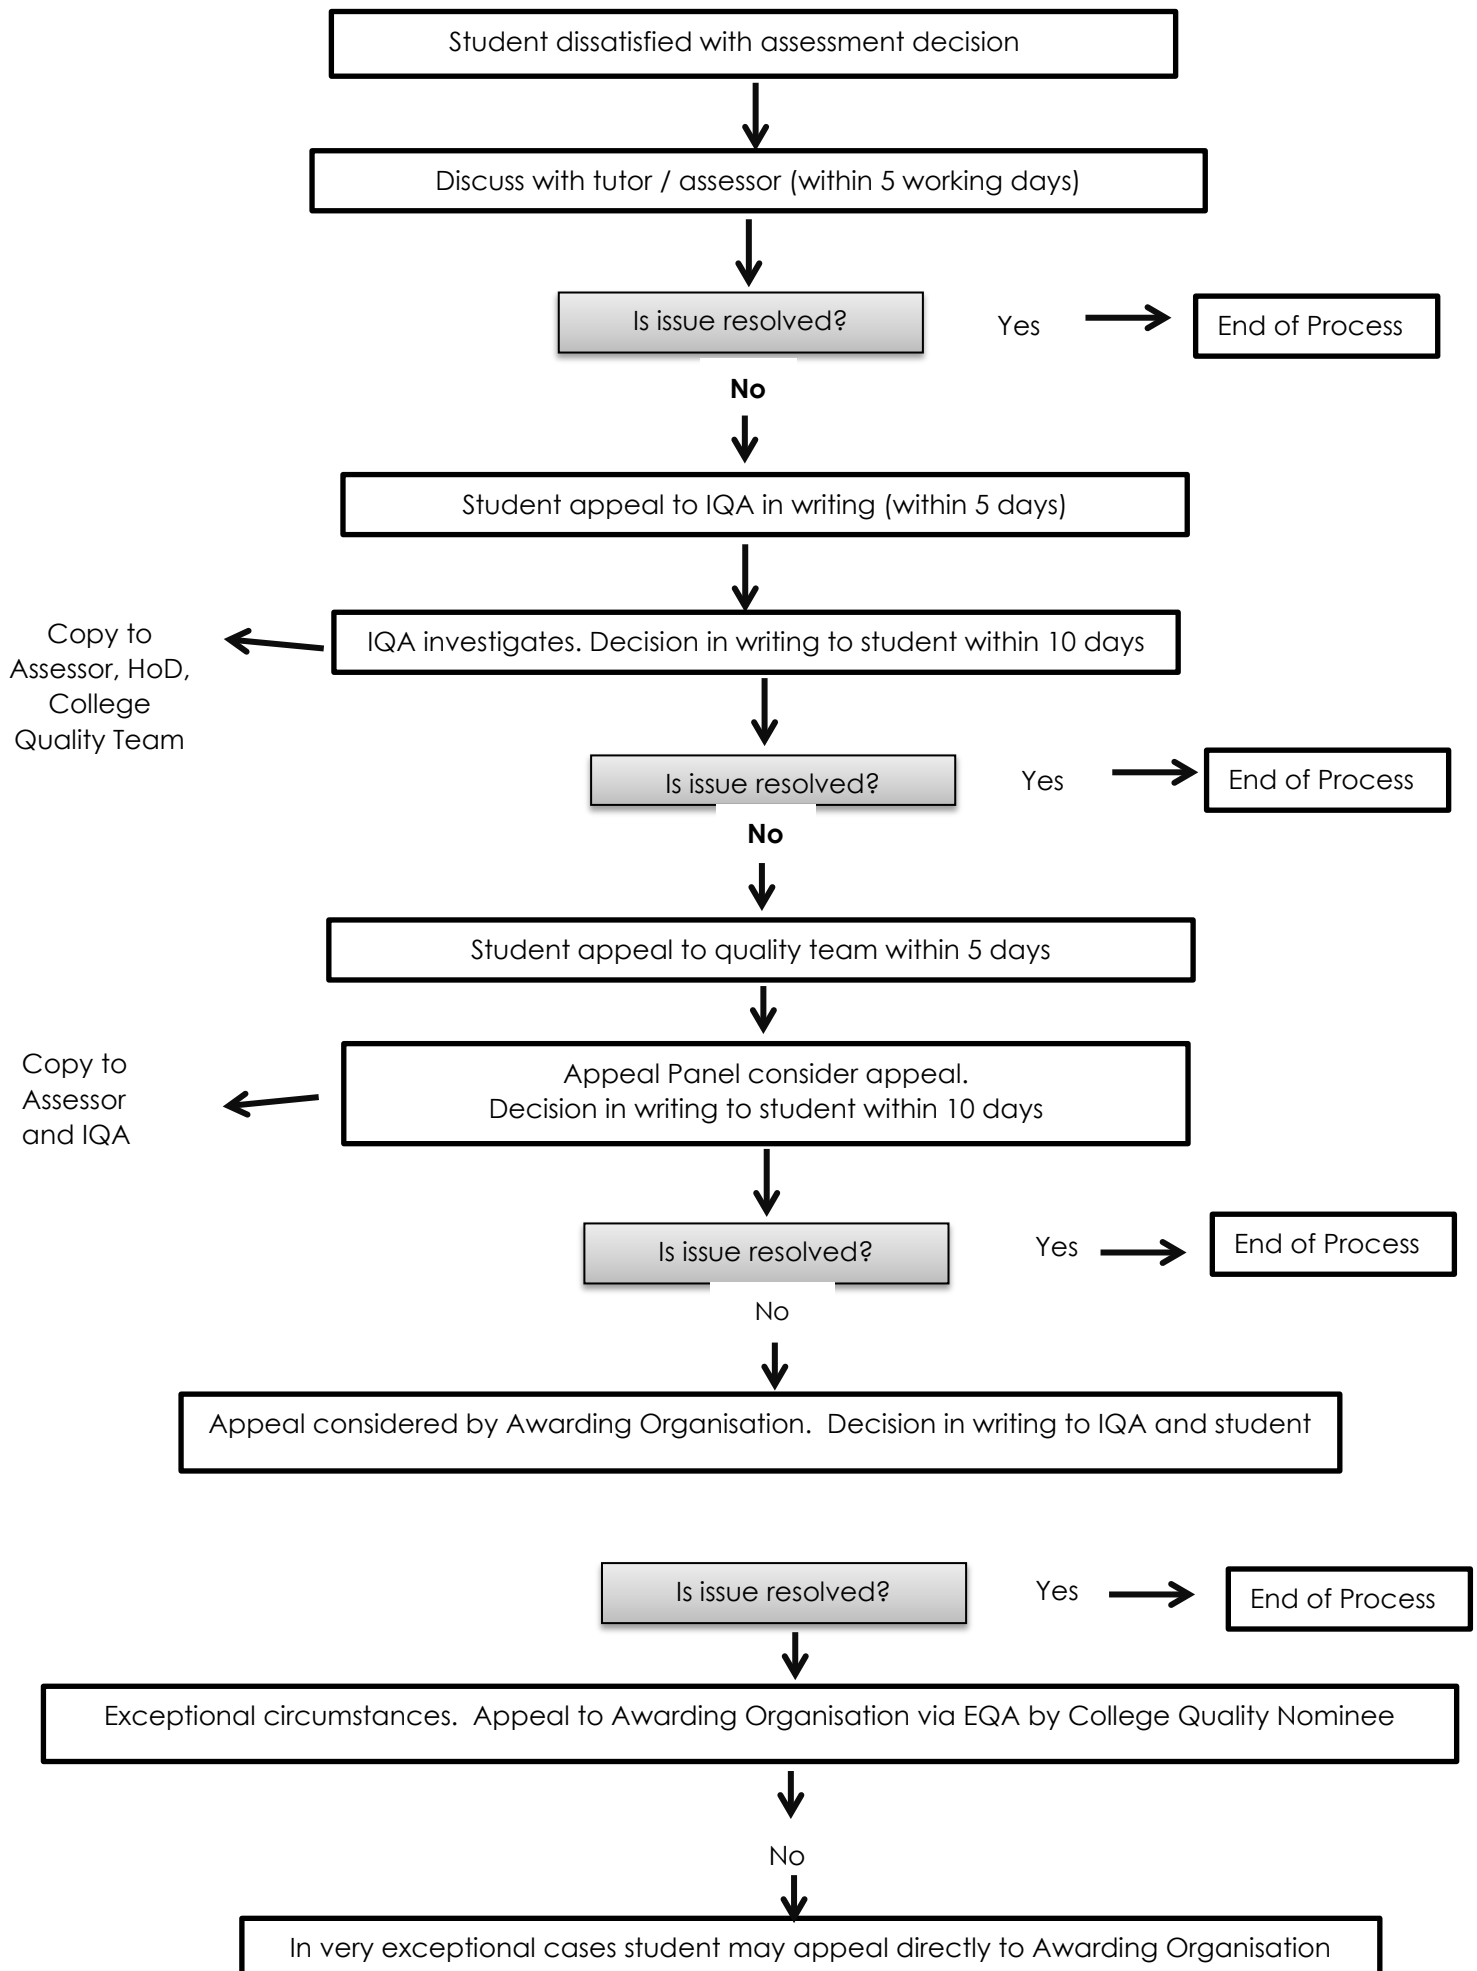 Student dissatisfied with assessment decision
Discuss with tutor / assessor (within 5 working days)
Is issue resolved?
Yes
End of Process
No
Student appeal to IQA in writing (within 5 days)
IQA investigates. Decision in writing to student within 10 days
Copy to
Assessor, HoD,
College
Quality Team
Is issue resolved?
Yes
End of Process
No
Student appeal to quality team within 5 days
Appeal Panel consider appeal.
Decision in writing to student within 10 days
Copy to
Assessor
and IQA
Is issue resolved?
Yes
End of Process
No
Appeal considered by Awarding Organisation.  Decision in writing to IQA and student
Is issue resolved?
Yes
End of Process
Exceptional circumstances.  Appeal to Awarding Organisation via EQA by College Quality Nominee
No
In very exceptional cases student may appeal directly to Awarding Organisation